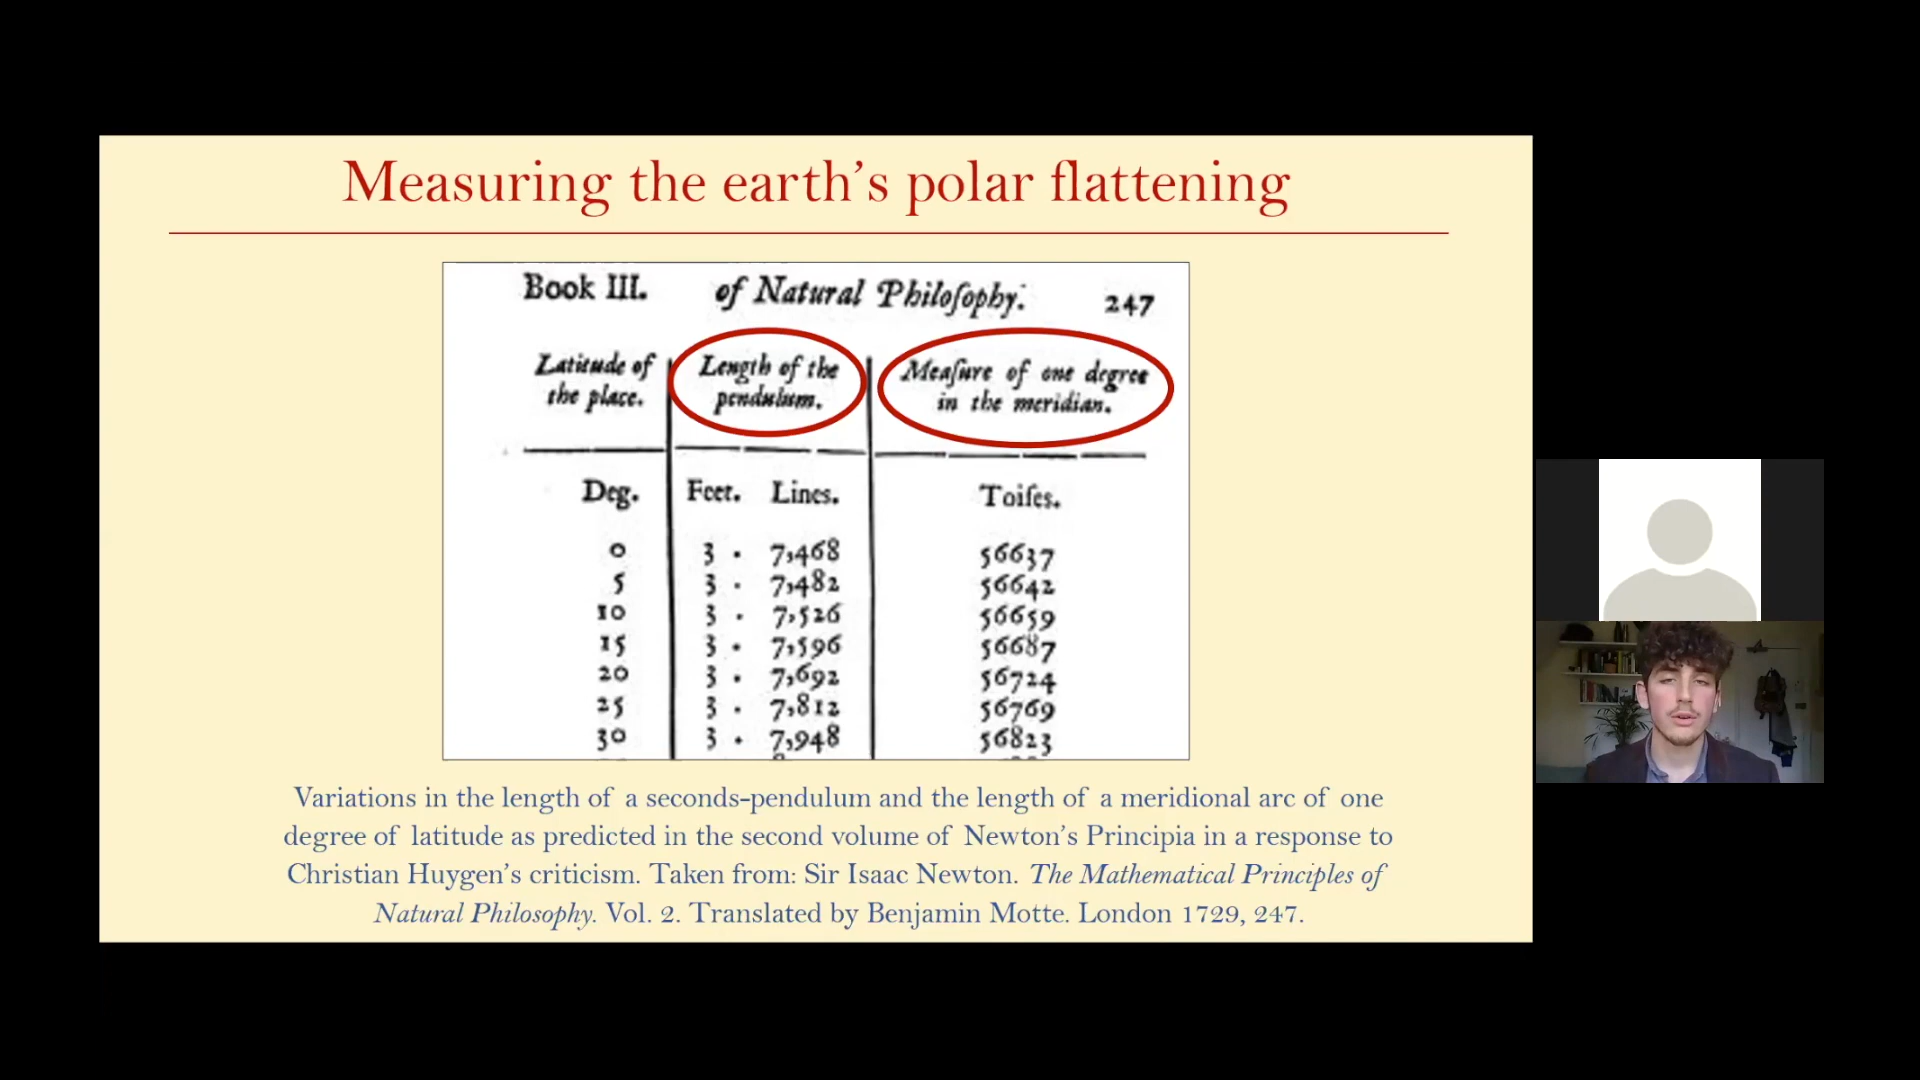 Measuring the earth’s polar flattening
Book III. of Natural Philoſophy. 247
Latitude of the place. Length of the pendulum. Meaſure of one degree in the meridian.
Deg. Feet. Lines. Toiſes.
0 3 . 7,468 56637
5 3 . 7,482 56642
10 3 . 7,526 56659
15 3 . 7,596 56687
20 3 . 7,692 56724
25 3 . 7,812 56769
30 3 . 7,948 56823
Variations in the length of a seconds-pendulum and the length of a meridional arc of one
degree of latitude as predicted in the second volume of Newton’s Principia in a response to
Christian Huygen’s criticism. Taken from: Sir Isaac Newton. The Mathematical Principles of
Natural Philosophy. Vol. 2. Translated by Benjamin Motte. London 1729, 247.